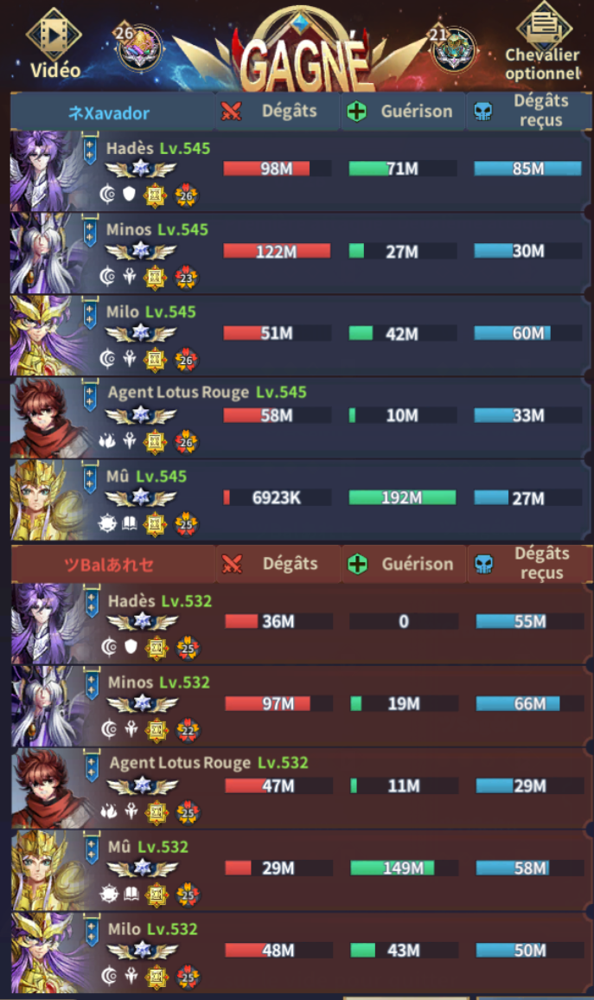 26
GAGNÉ
21
Vidéo
Chevalier
optionnel
ネXavador
Dégâts
Guérison
Dégâts
reçus
Hadès Lv.545
98M
71M
85M
26
Minos Lv.545
122M
27M
30M
23
Milo Lv.545
51M
42M
60M
26
Agent Lotus Rouge Lv.545
58M
10M
33M
26
Mû Lv.545
6923K
192M
27M
25
ツBalあれセ
Dégâts
Guérison
Dégâts
reçus
Hadès Lv.532
36M
0
55M
25
Minos Lv.532
97M
19M
66M
22
Agent Lotus Rouge Lv.532
47M
11M
29M
25
Mû Lv.532
29M
149M
58M
25
Milo Lv.532
48M
43M
50M
25